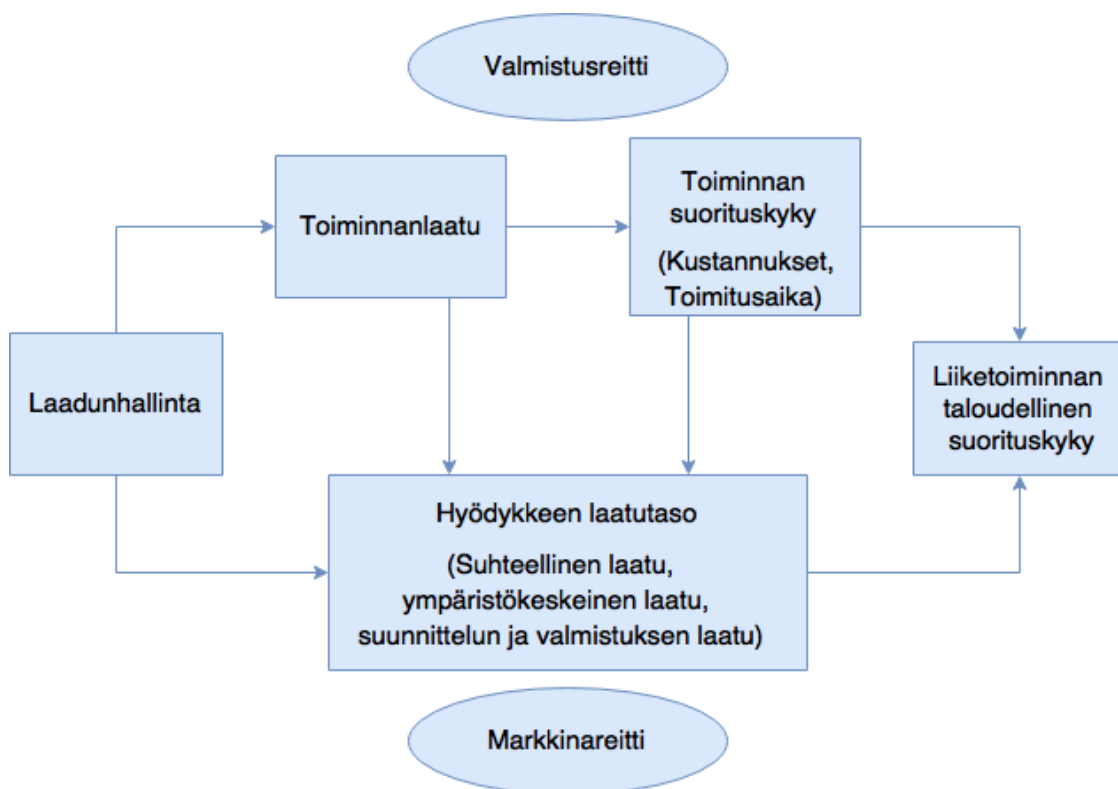 Valmistusreitti
Toiminnanlaatu
Toiminnan
suorituskyky
(Kustannukset,
Toimitusaika)
Laadunhallinta
Liiketoiminnan
taloudellinen
suorituskyky
Hyödykkeen laatutaso
(Suhteellinen laatu,
ympäristökeskeinen laatu,
suunnittelun ja valmistuksen laatu)
Markkinareitti